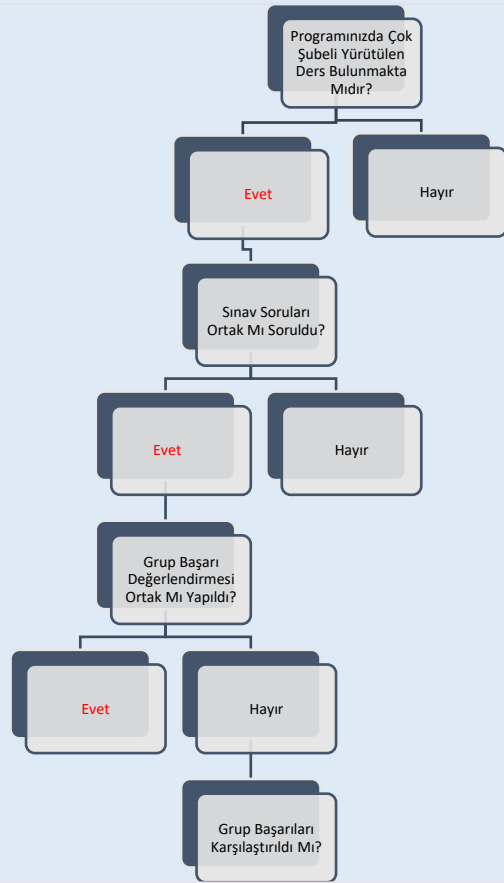 Programınızda Çok
Şubeli Yürütülen
Ders Bulunmakta
Mıdır?
Evet
Hayır
Sınav Soruları
Ortak Mı Soruldu?
Evet
Hayır
Grup Başarı
Değerlendirmesi
Ortak Mı Yapıldı?
Evet
Hayır
Grup Başarıları
Karşılaştırıldı Mı?